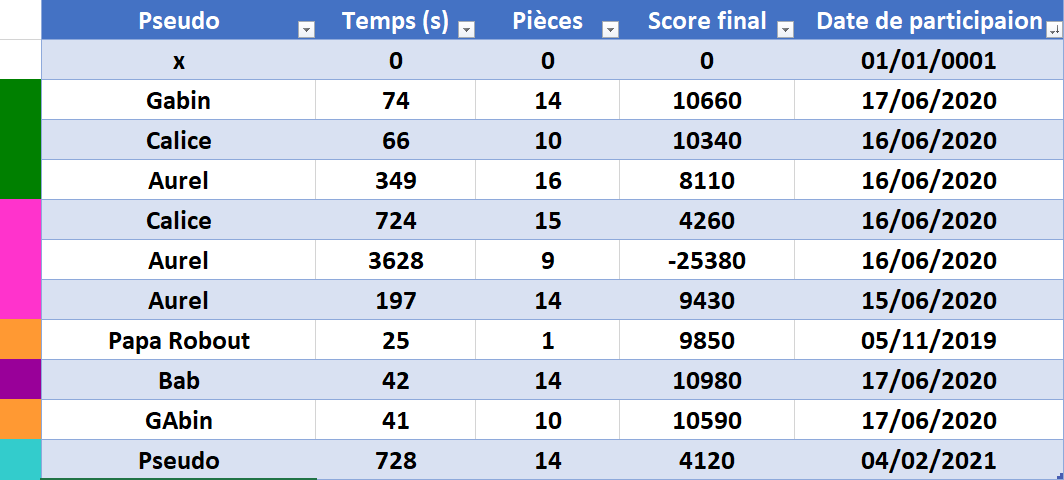 Pseudo Temps (s) Pièces Score final Date de participaion
x 0 0 0 01/01/0001
Gabin 74 14 10660 17/06/2020
Calice 66 10 10340 16/06/2020
Aurel 349 16 8110 16/06/2020
Calice 724 15 4260 16/06/2020
Aurel 3628 9 -25380 16/06/2020
Aurel 197 14 9430 15/06/2020
Papa Robout 25 1 9850 05/11/2019
Bab 42 14 10980 17/06/2020
GAbin 41 10 10590 17/06/2020
Pseudo 728 14 4120 04/02/2021